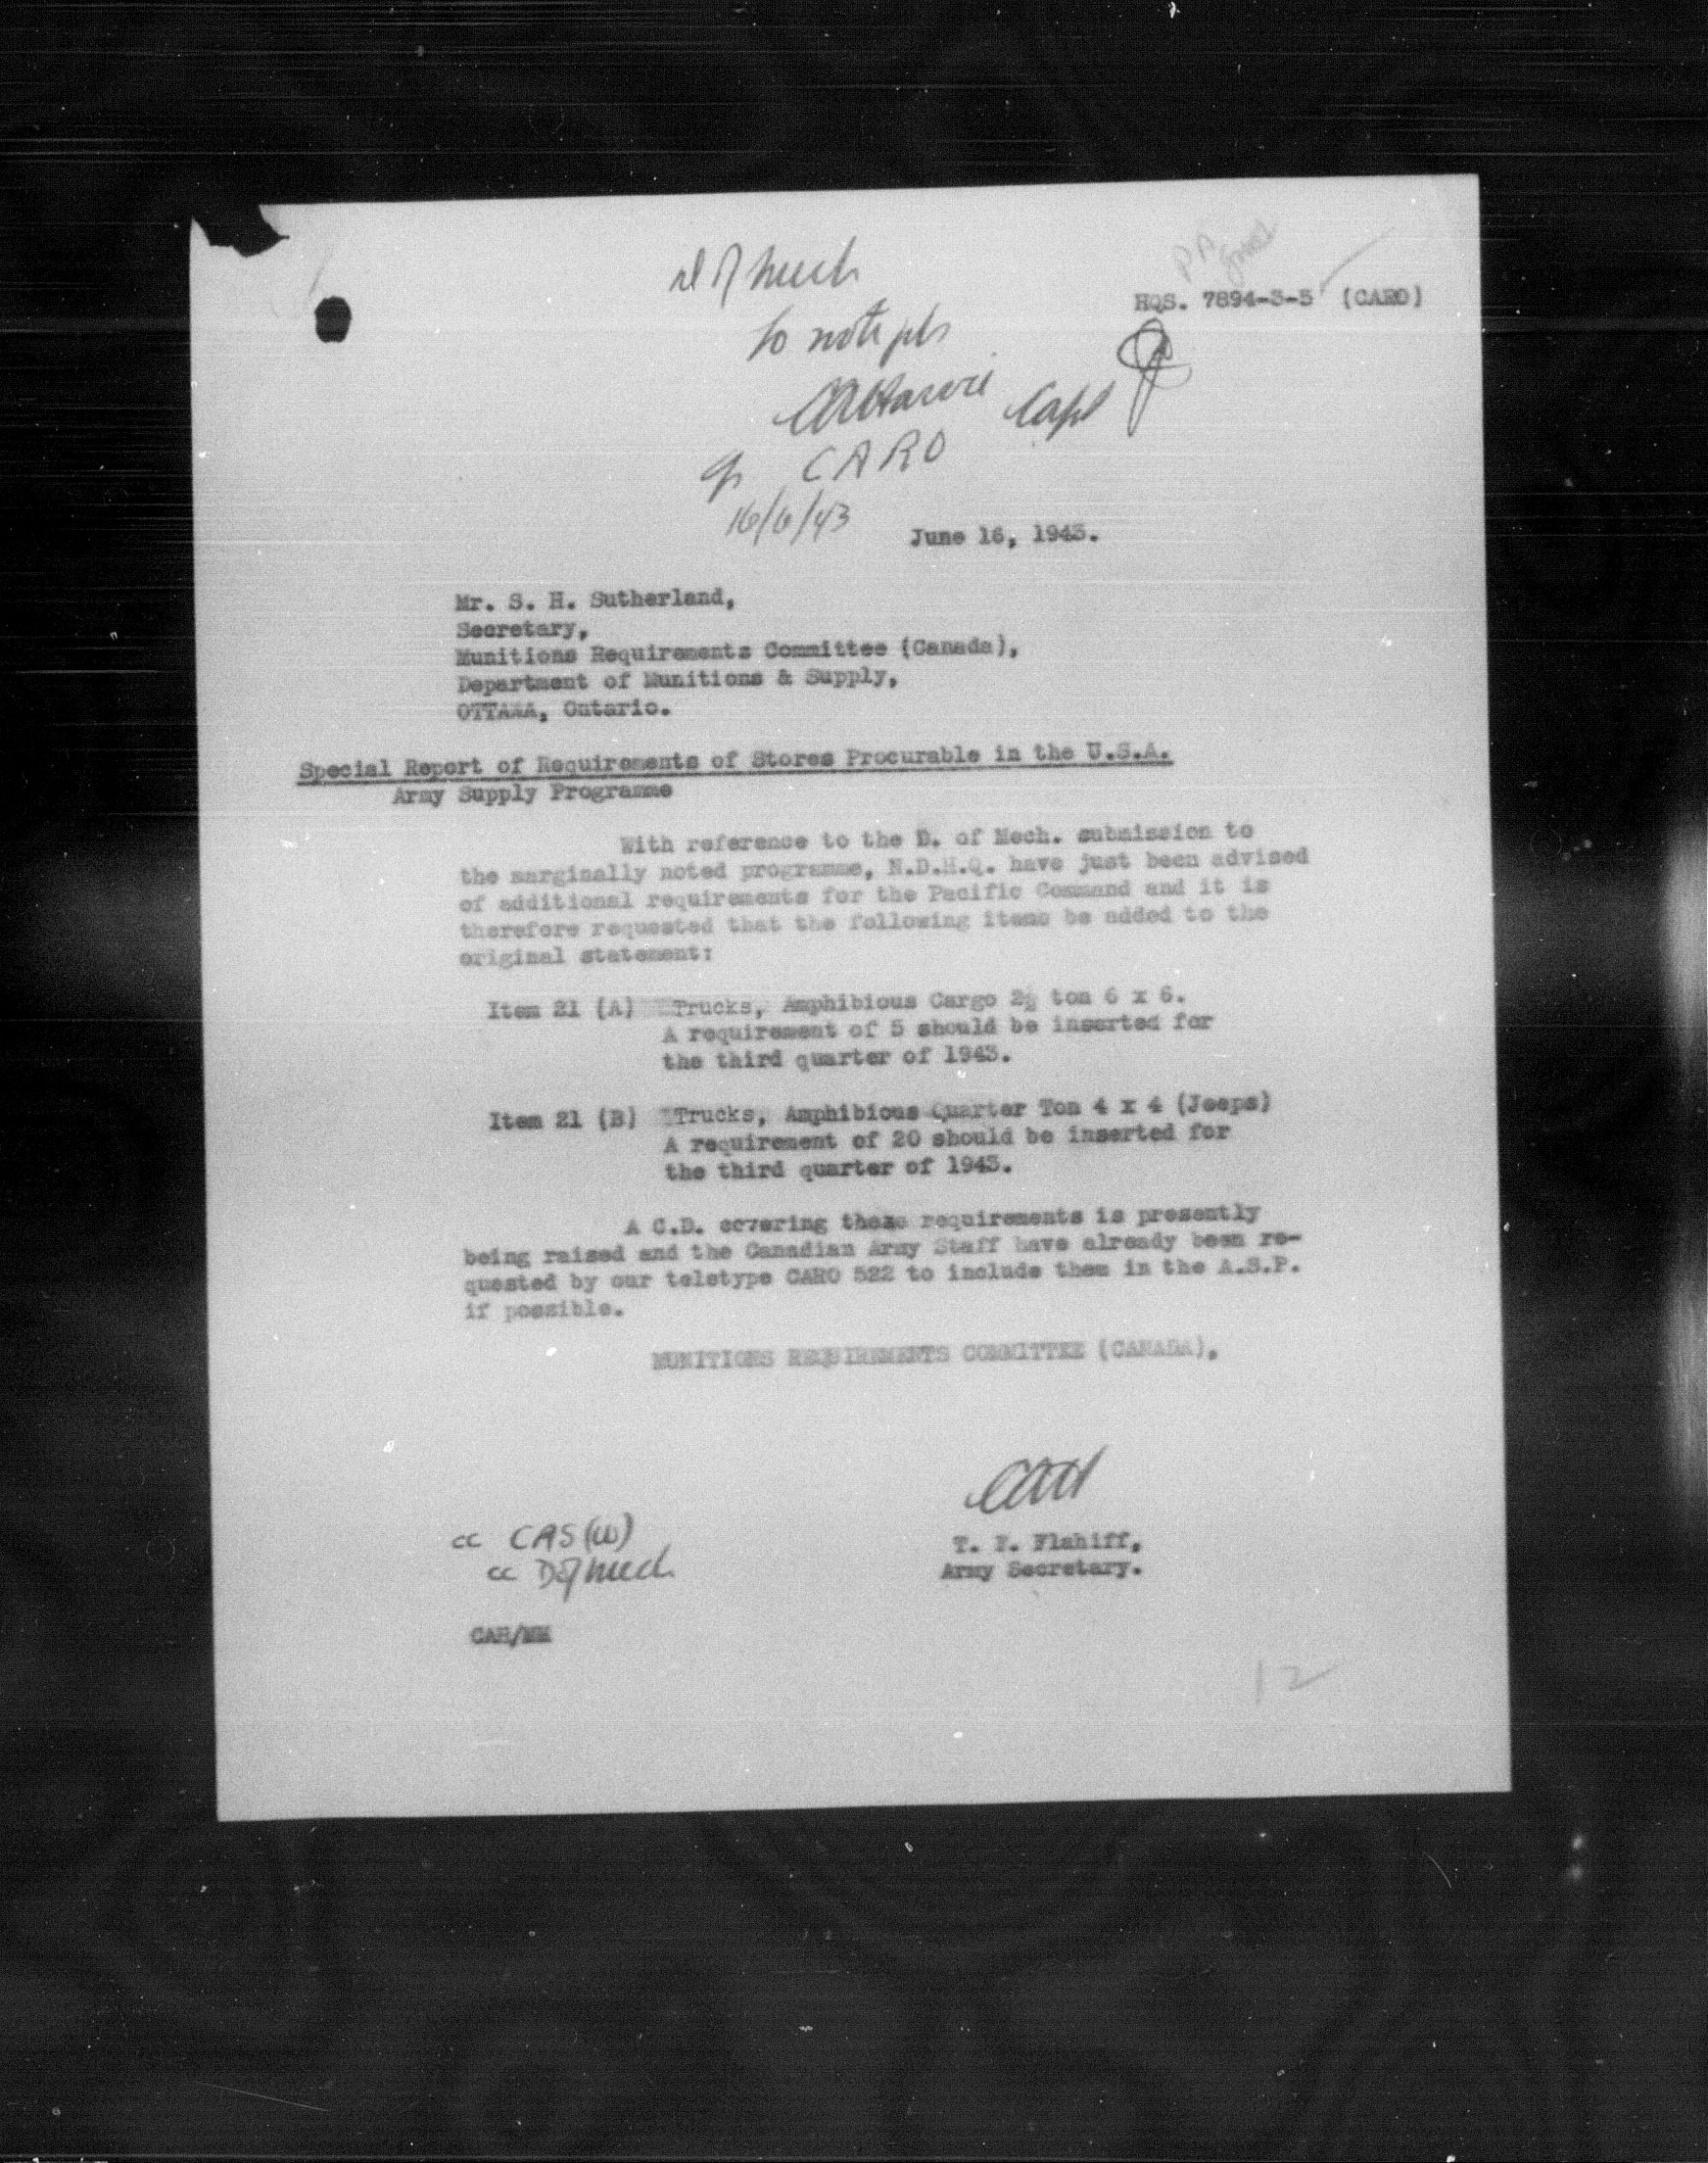 D of Mech
to note pls
CAHarvie Capt
CARO
16/6/43
PA
HQS. 7894-3-5 (CARO)
June 16, 1943.
Mr. S. H. Sutherland,
Secretary,
Munitions Requirements Committee (Canada),
Department of Munitions & Supply,
OTTAWA, Ontario.
Special Report of Requirements of Stores Procurable in the U.S.A.
Army Supply Programme
With reference to the D. of Mech. submission to
the marginally noted programme, N.D.H.Q. have just been advised
of additional requirements for the Pacific Command and it is
therefore requested that the following items be added to the
original statement:
Item 21 (A) Trucks, Amphibious Cargo 2½ ton 6 x 6.
A requirement of 5 should be inserted for
the third quarter of 1943.
Item 21 (B) Trucks, Amphibious Quarter Ton 4 x 4 (Jeeps)
A requirement of 20 should be inserted for
the third quarter of 1943.
A C.D. covering these requirements is presently
being raised and the Canadian Army Staff have already been re-
quested by our teletype CARO 522 to include them in the A.S.P.
if possible.
MUNITIONS REQUIREMENTS COMMITTEE (CANADA),
CAH
T. F. Flahiff,
Army Secretary.
cc CAS(W)
cc D of Mech.
CAH/MM
12